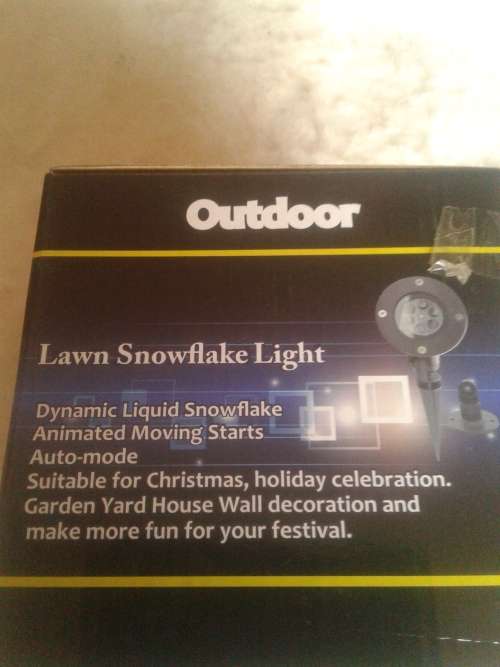 Outdoor
Lawn Snowflake Light
Dynamic Liquid Snowflake
Animated Moving Starts
Auto-mode
Suitable for Christmas, holiday celebration.
Garden Yard House Wall decoration and
make more fun for your festival.